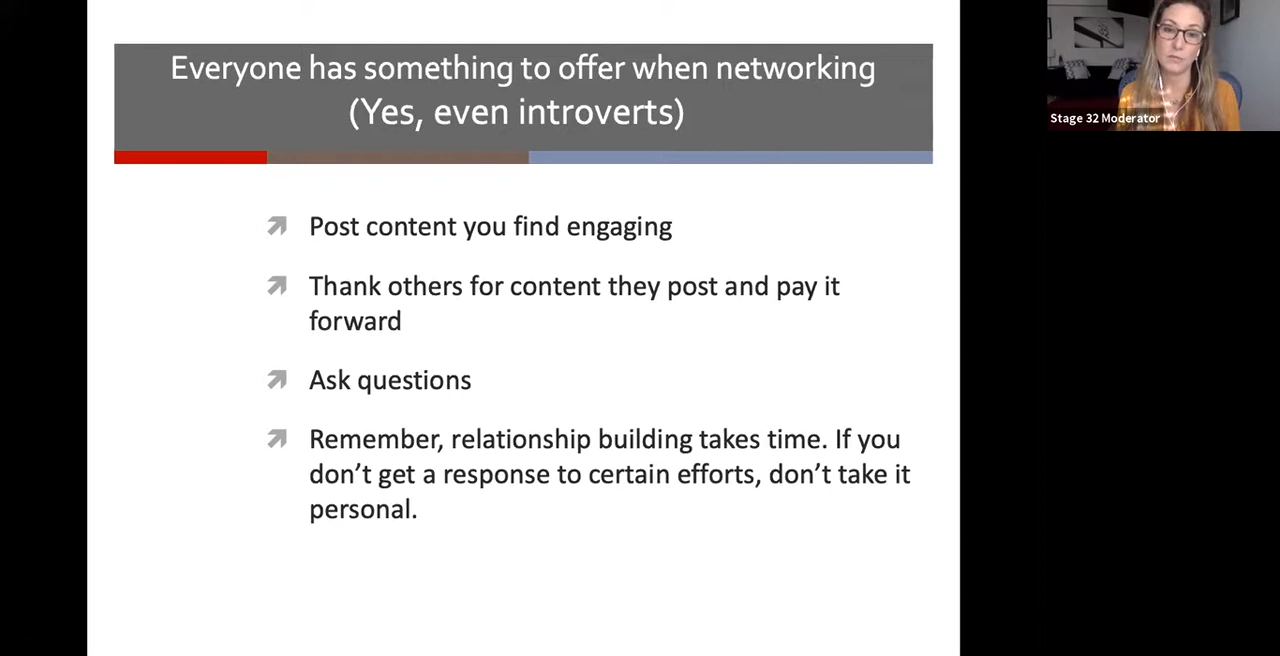 Everyone has something to offer when networking
(Yes, even introverts)
Post content you find engaging
Thank others for content they post and pay it
forward
Ask questions
Remember, relationship building takes time. If you
don't get a response to certain efforts, don't take it
personal.
Stage 32 Moderator